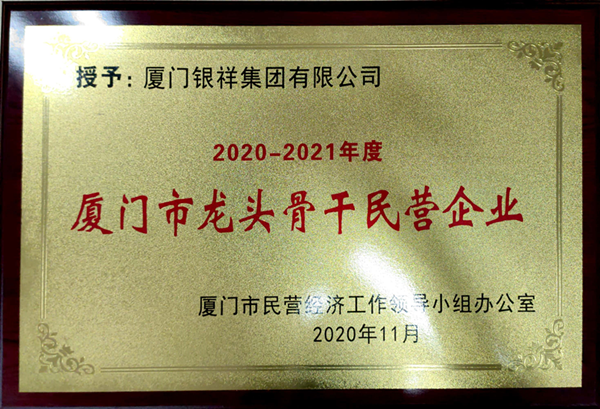 授予：厦门银祥集团有限公司
2020-2021年度
厦门市龙头骨干民营企业
厦门市民营经济工作领导小组办公室
2020年11月